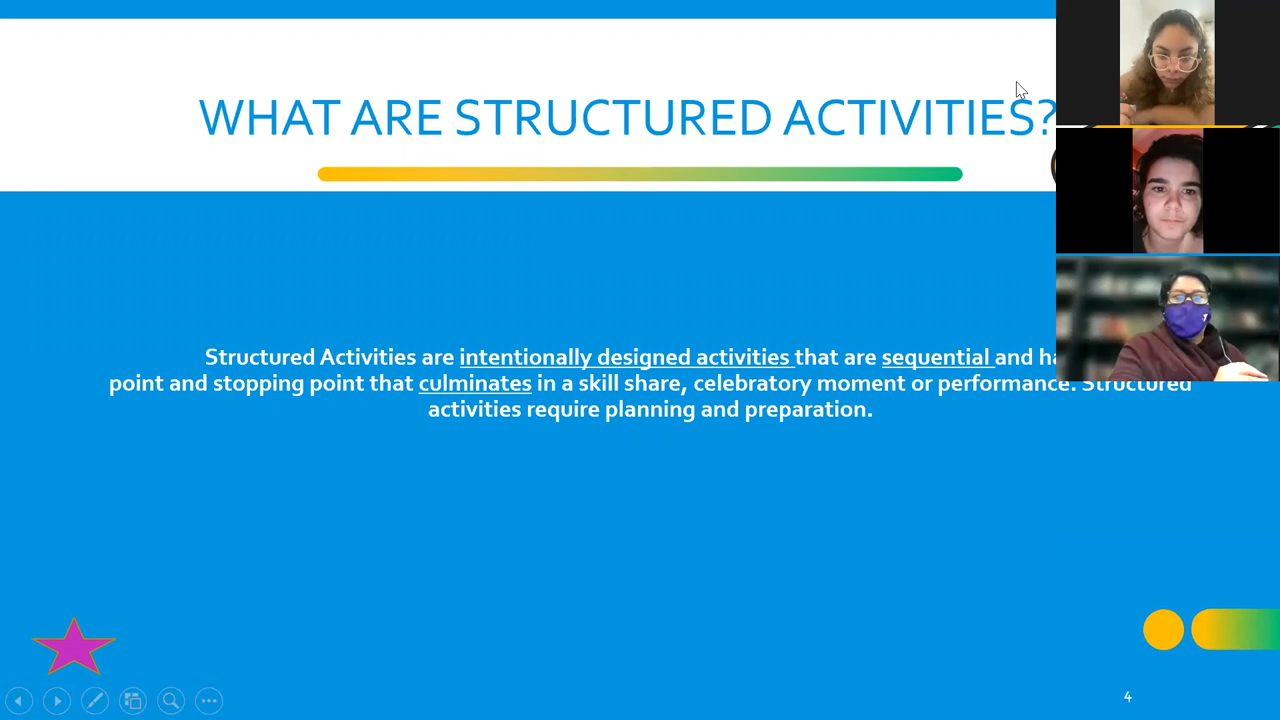 WHAT ARE STRUCTURED ACTIVITIES?
Structured Activities are intentionally designed activities that are sequential and
point and stopping point that culminates in a skill share, celebratory moment or performance. Structured
activities require planning and preparation.
4